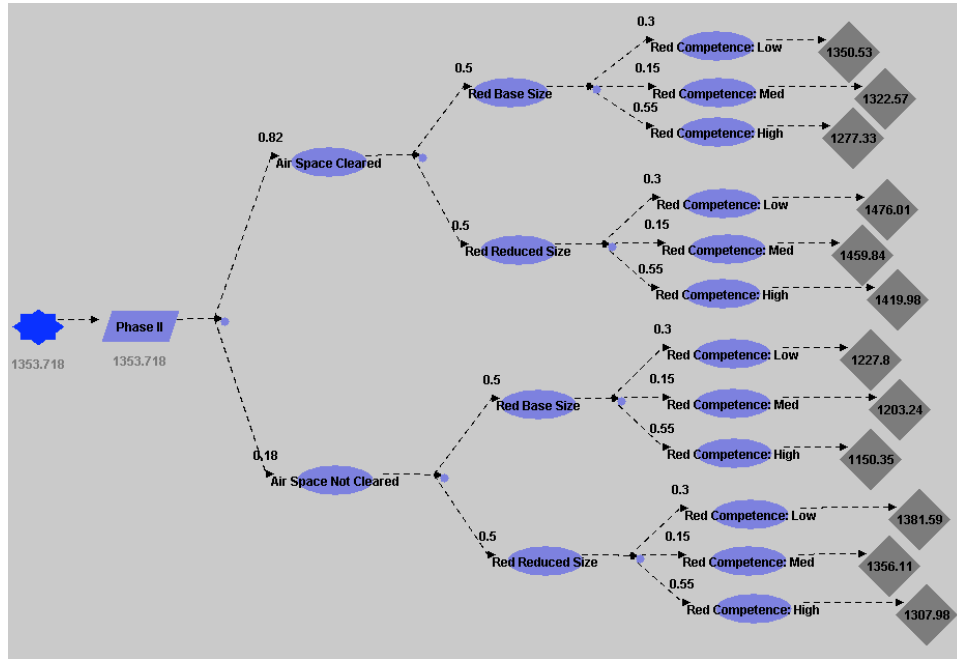 0.3
Red Competence: Low
1350.53
0.5
0.15
Red Base Size
Red Competence: Med
1322.57
0.55
Red Competence: High
1277.33
0.82
Air Space Cleared
0.3
Red Competence: Low
1476.01
0.5
0.15
Red Reduced Size
Red Competence: Med
1459.84
0.55
Red Competence: High
1419.98
Phase II
1353.718
1353.718
0.3
Red Competence: Low
1227.8
0.5
0.15
Red Base Size
Red Competence: Med
1203.24
0.55
Red Competence: High
1150.35
0.18
Air Space Not Cleared
0.3
Red Competence: Low
1381.59
0.5
0.15
Red Reduced Size
Red Competence: Med
1356.11
0.55
Red Competence: High
1307.98